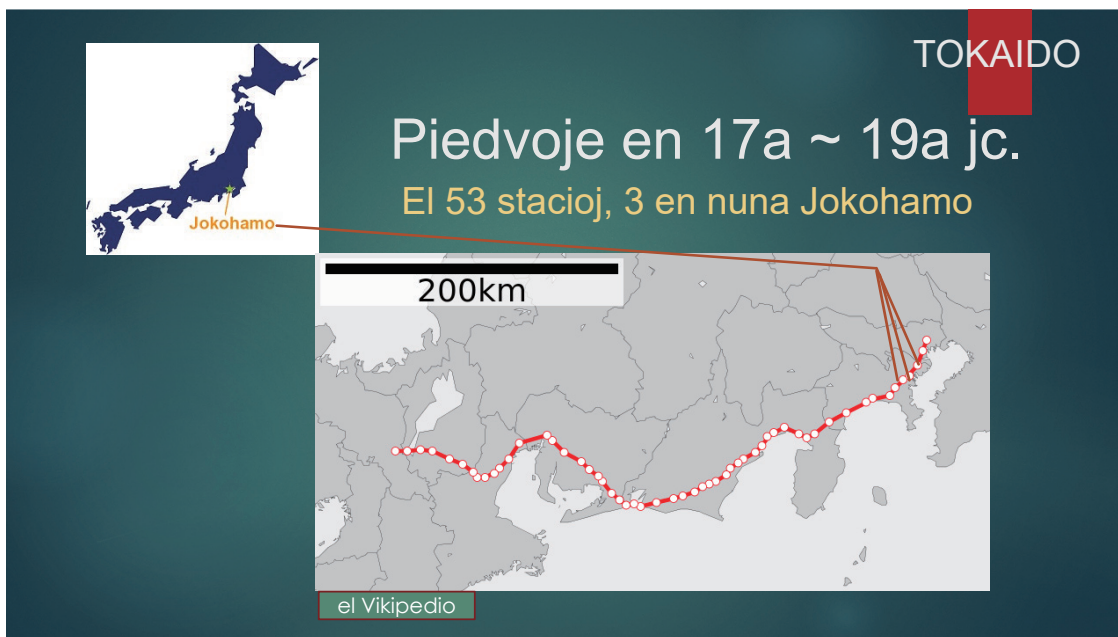 TOKAIDO
Piedvoje en 17a ~ 19a jc.
El 53 stacioj, 3 en nuna Jokohamo
Jokohamo
200km
el Vikipedio